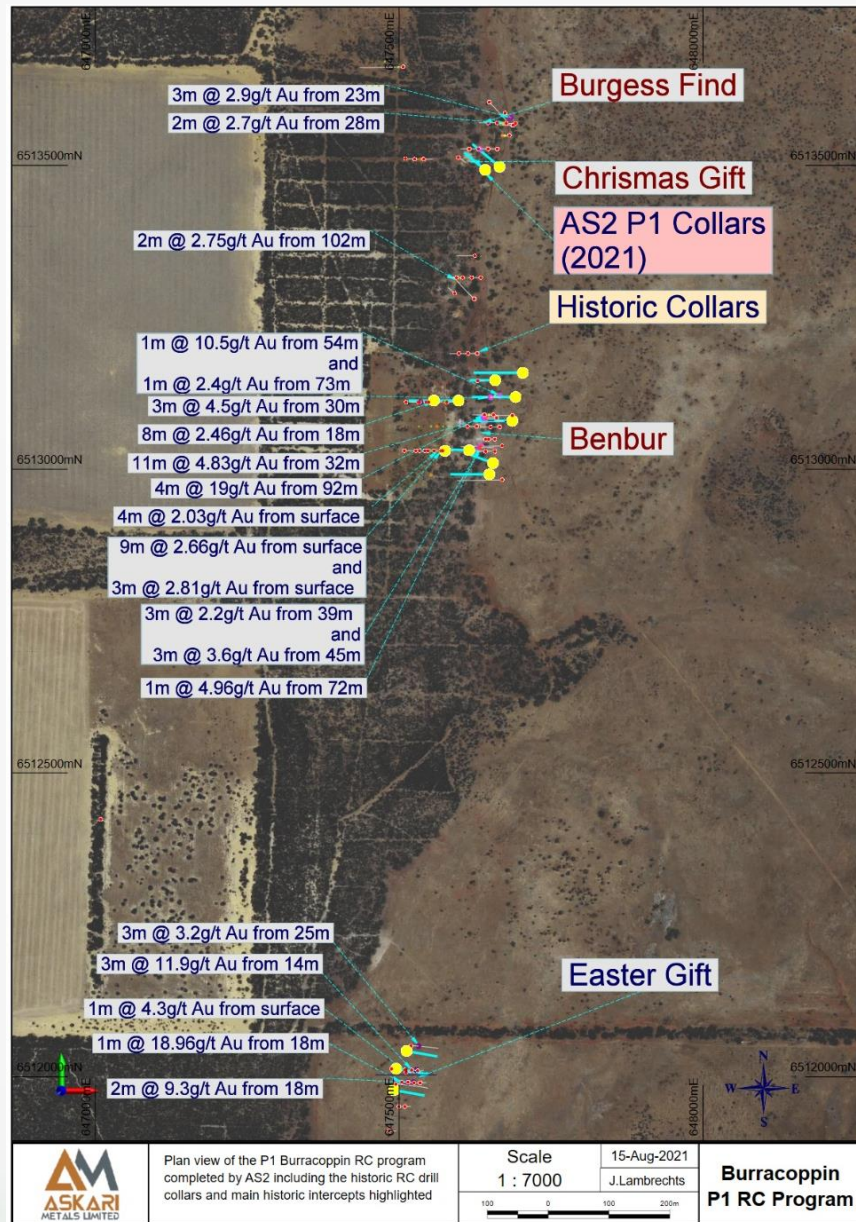 647000mE
647500mE
648000mE
3m @ 2.9g/t Au from 23m
2m @ 2.7g/t Au from 28m
Burgess Find
6513500mN
6513500mN
Chrismas Gift
AS2 P1 Collars
(2021)
2m @ 2.75g/t Au from 102m
Historic Collars
1m @ 10.5g/t Au from 54m
and
1m @ 2.4g/t Au from 73m
3m @ 4.5g/t Au from 30m
8m @ 2.46g/t Au from 18m
Benbur
11m @ 4.83g/t Au from 32m
6513000mN
6513000mN
4m @ 19g/t Au from 92m
4m @ 2.03g/t Au from surface
9m @ 2.66g/t Au from surface
and
3m @ 2.81g/t Au from surface
3m @ 2.2g/t Au from 39m
and
3m @ 3.6g/t Au from 45m
1m @ 4.96g/t Au from 72m
6512500mN
6512500mN
3m @ 3.2g/t Au from 25m
3m @ 11.9g/t Au from 14m
Easter Gift
1m @ 4.3g/t Au from surface
1m @ 18.96g/t Au from 18m
6512000mN
6512000mN
2m @ 9.3g/t Au from 18m
N
W
E
S
647000mE
647500mE
648000mE
AM
ASKARI
METALS LIMITED
Plan view of the P1 Burracoppin RC program
completed by AS2 including the historic RC drill
collars and main historic intercepts highlighted
Scale
1 : 7000
100 0 100 200m
15-Aug-2021
J.Lambrechts
Burracoppin
P1 RC Program